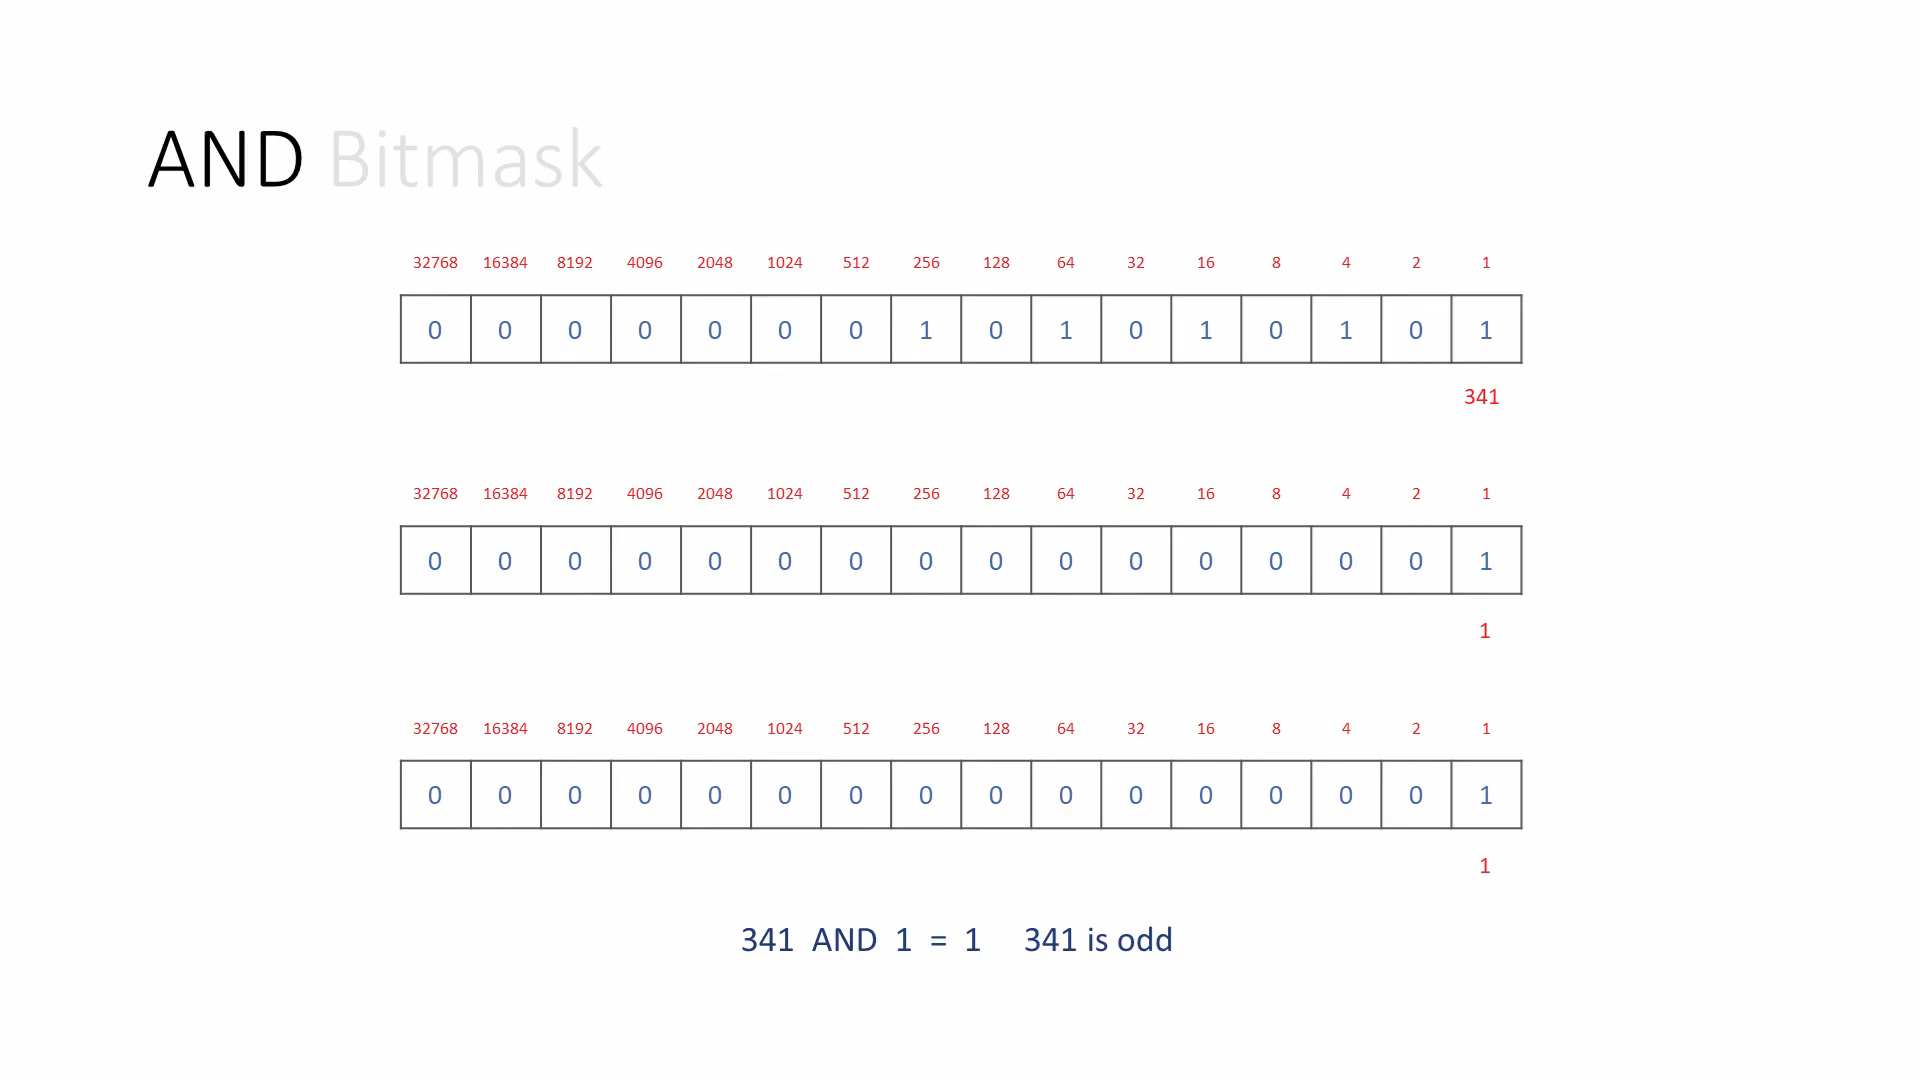 AND Bitmask
32768 16384 8192 4096 2048 1024 512 256 128 64 32 16 8 4 2 1
0 0 0 0 0 0 0 1 0 1 0 1 0 1 0 1
341
32768 16384 8192 4096 2048 1024 512 256 128 64 32 16 8 4 2 1
0 0 0 0 0 0 0 0 0 0 0 0 0 0 0 1
1
32768 16384 8192 4096 2048 1024 512 256 128 64 32 16 8 4 2 1
0 0 0 0 0 0 0 0 0 0 0 0 0 0 0 1
1
341 AND 1 = 1 341 is odd